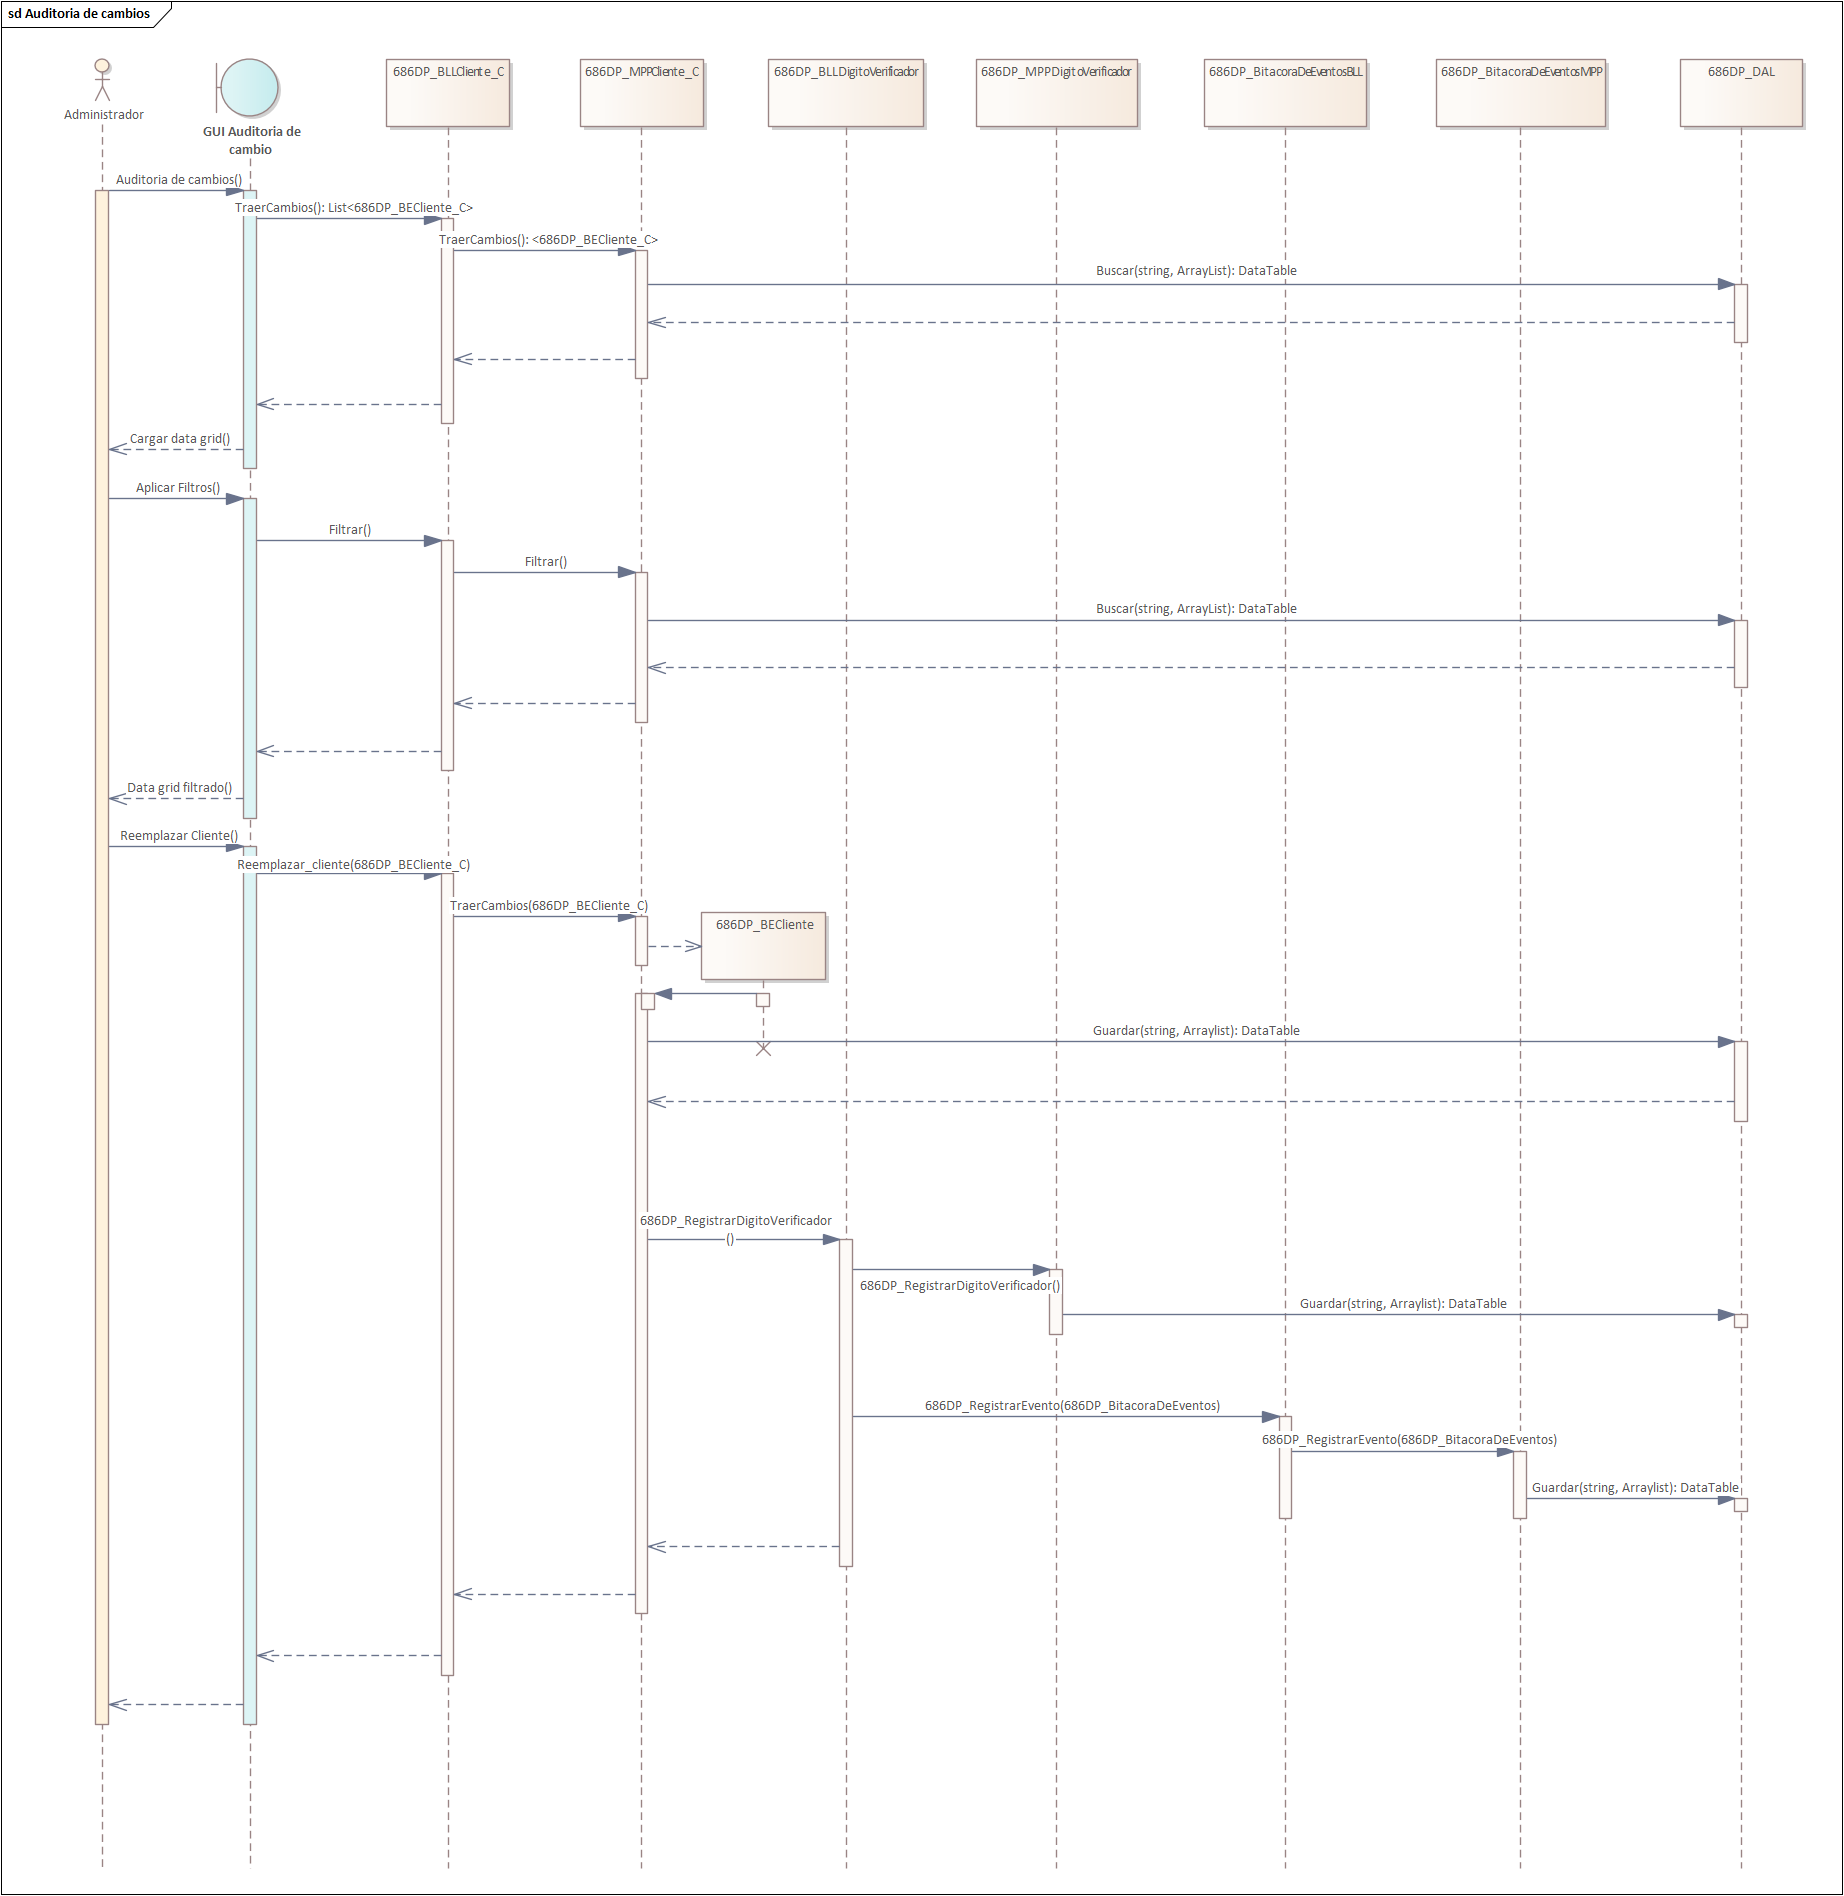 sd Auditoria de cambios
Administrador
GUI Auditoria de
cambio
686DP_BLLCliente_C
686DP_MPPCliente_C
686DP_BLLDigitoVerificador
686DP_MPPDigitoVerificador
686DP_BitacoraDeEventosBLL
686DP_BitacoraDeEventosMPP
686DP_DAL
Auditoria de cambios()
TraerCambios(): List<686DP_BECliente_C>
TraerCambios(): <686DP_BECliente_C>
Buscar(string, ArrayList): DataTable
Cargar data grid()
Aplicar Filtros()
Filtrar()
Filtrar()
Buscar(string, ArrayList): DataTable
Data grid filtrado()
Reemplazar Cliente()
Reemplazar_cliente(686DP_BECliente_C)
TraerCambios(686DP_BECliente_C)
686DP_BECliente
Guardar(string, Arraylist): DataTable
686DP_RegistrarDigitoVerificador
()
686DP_RegistrarDigitoVerificador()
Guardar(string, Arraylist): DataTable
686DP_RegistrarEvento(686DP_BitacoraDeEventos)
686DP_RegistrarEvento(686DP_BitacoraDeEventos)
Guardar(string, Arraylist): DataTable